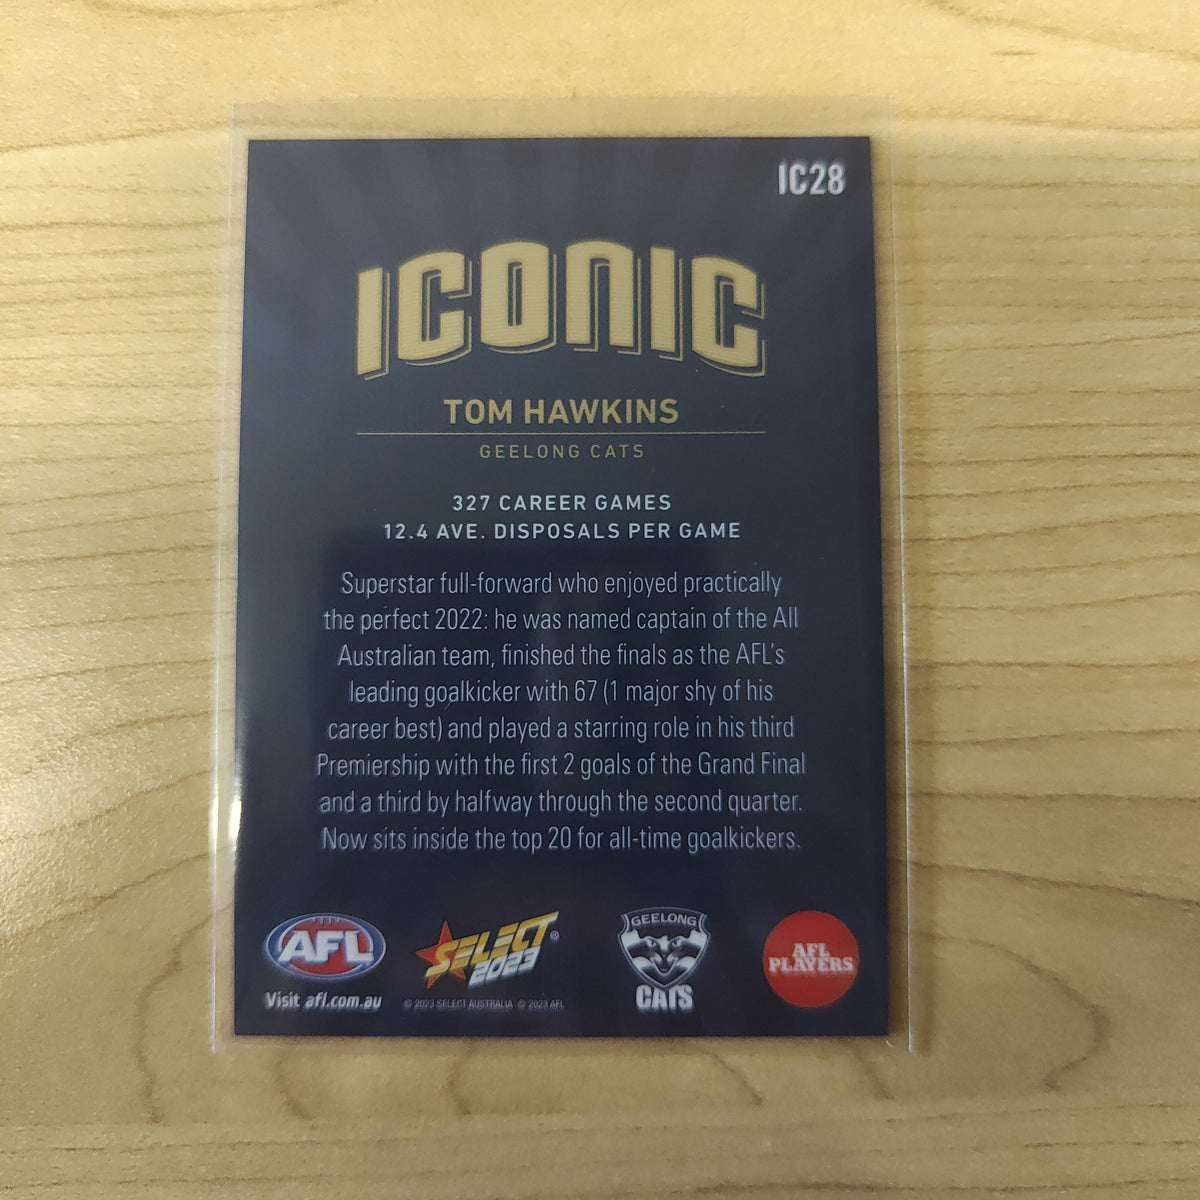 IC28
ICONIC
TOM HAWKINS
GEELONG CATS
327 CAREER GAMES
12.4 AVE. DISPOSALS PER GAME
Superstar full-forward who enjoyed practically
the perfect 2022: he was named captain of the All
Australian team, finished the finals as the AFL's
leading goalkicker with 67 (1 major shy of his
career best) and played a starring role in his third
Premiership with the first 2 goals of the Grand Final
and a third by halfway through the second quarter.
Now sits inside the top 20 for all-time goalkickers.
AFL
Visit afl.com.au
SELECT®
2023
© 2023 SELECT AUSTRALIA © 2023 AFL
GEELONG
CATS
AFL
PLAYERS